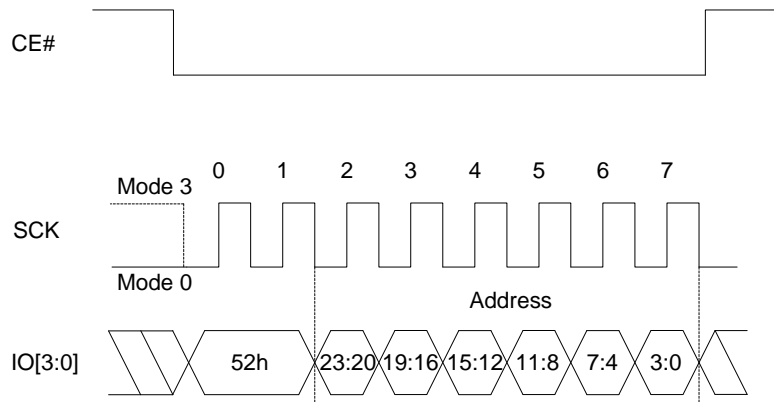 CE#
0 1 2 3 4 5 6 7
Mode 3
SCK
Mode 0
Address
IO[3:0] 52h 23:20 19:16 15:12 11:8 7:4 3:0